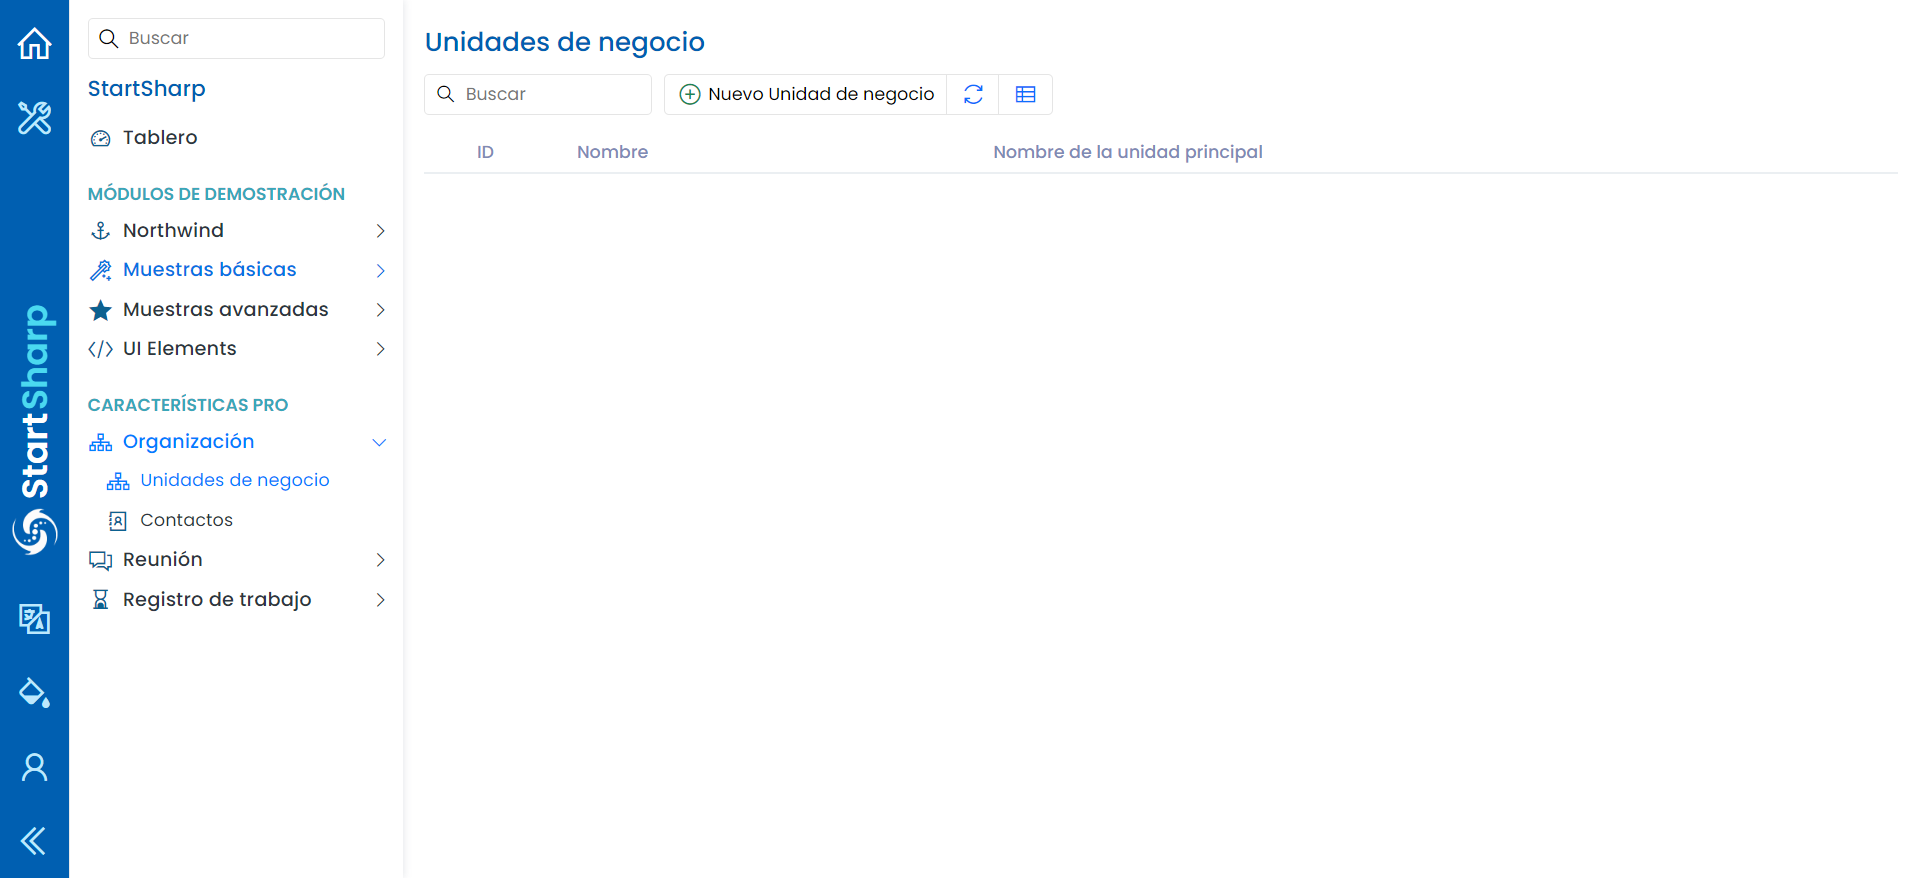 StartSharp
Buscar
StartSharp
Tablero
MÓDULOS DE DEMOSTRACIÓN
Northwind
Muestras básicas
Muestras avanzadas
UI Elements
CARACTERÍSTICAS PRO
Organización
Unidades de negocio
Contactos
Reunión
Registro de trabajo
Unidades de negocio
Buscar
Nuevo Unidad de negocio
ID Nombre Nombre de la unidad principal